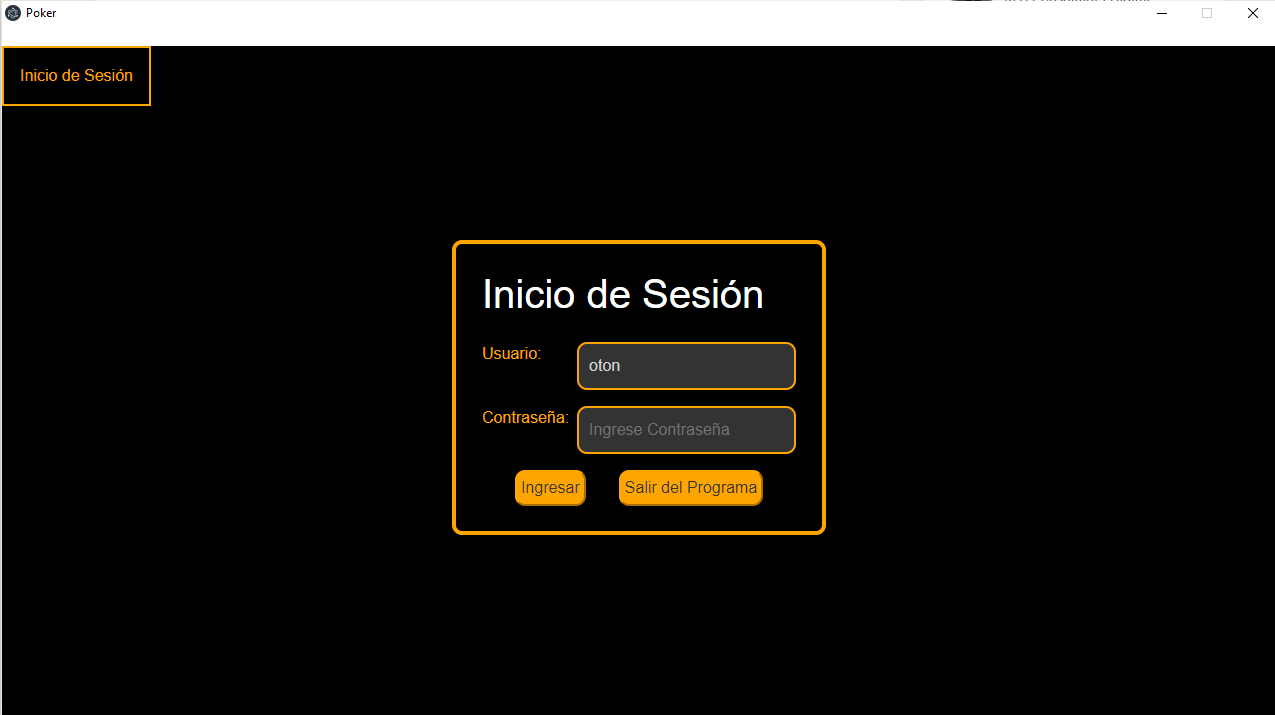 Poker
Inicio de Sesión
Inicio de Sesión
Usuario:
oton
Contraseña:
Ingrese Contraseña
Ingresar
Salir del Programa